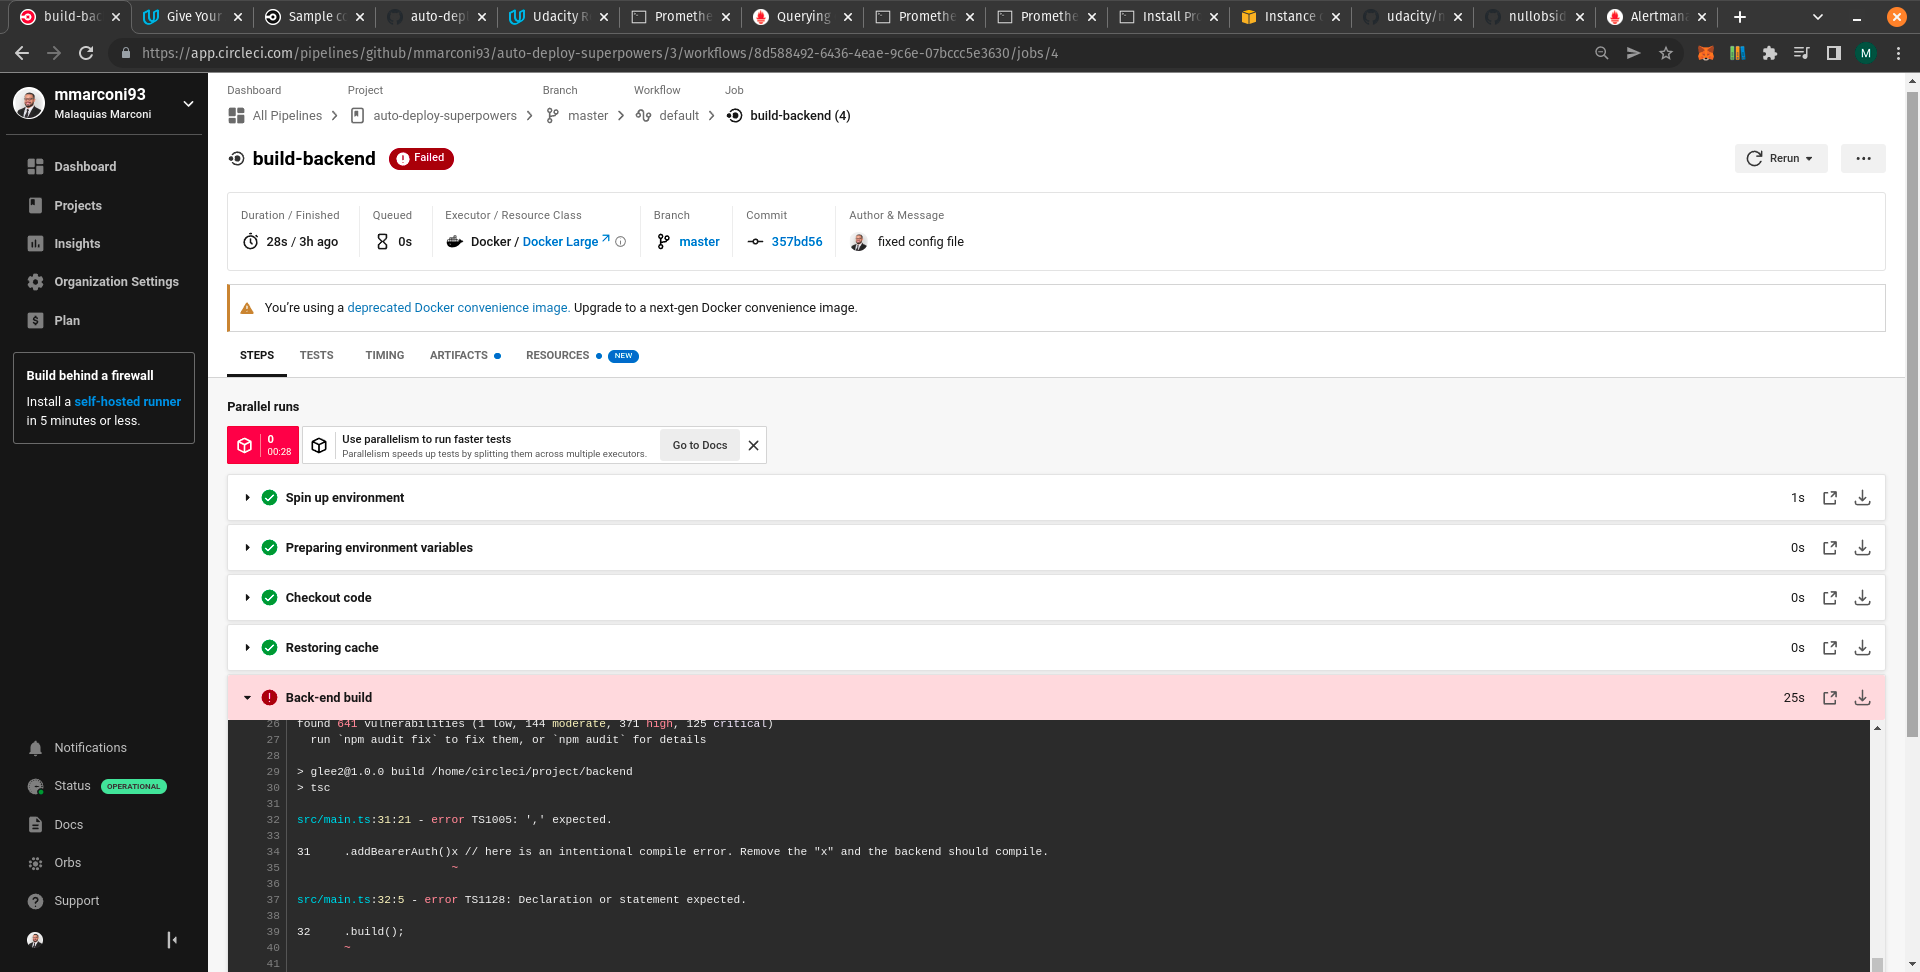 build-bac
Give Your
Sample c
auto-depl
Udacity R
Promethe
Querying
Promethe
Promethe
Install Pr
Instance
udacity/n
nullobsid
Alertman
https://app.circleci.com/pipelines/github/mmarconi93/auto-deploy-superpowers/3/workflows/8d588492-6436-4eae-9c6e-07bccc5e3630/jobs/4
M
mmarconi93
Malaquias Marconi
Dashboard
Projects
Insights
Organization Settings
Plan
Build behind a firewall
Install a self-hosted runner
in 5 minutes or less.
Notifications
Status OPERATIONAL
Docs
Orbs
Support
Dashboard Project Branch Workflow Job
All Pipelines auto-deploy-superpowers master default build-backend (4)
build-backend Failed
Rerun
Duration / Finished Queued Executor / Resource Class Branch Commit Author & Message
28s / 3h ago 0s Docker / Docker Large master 357bd56 fixed config file
You're using a deprecated Docker convenience image. Upgrade to a next-gen Docker convenience image.
STEPS TESTS TIMING ARTIFACTS RESOURCES NEW
Parallel runs
0
00:28
Use parallelism to run faster tests
Parallelism speeds up tests by splitting them across multiple executors.
Go to Docs
Spin up environment 1s
Preparing environment variables 0s
Checkout code 0s
Restoring cache 0s
Back-end build 25s
26 found 641 vulnerabilities (1 low, 144 moderate, 371 high, 125 critical)
27 run `npm audit fix` to fix them, or `npm audit` for details
28
29 > glee2@1.0.0 build /home/circleci/project/backend
30 > tsc
31
32 src/main.ts:31:21 - error TS1005: ',' expected.
33
34 31 .addBearerAuth()x // here is an intentional compile error. Remove the "x" and the backend should compile.
35 ~
36
37 src/main.ts:32:5 - error TS1128: Declaration or statement expected.
38
39 32 .build();
40 ~
41